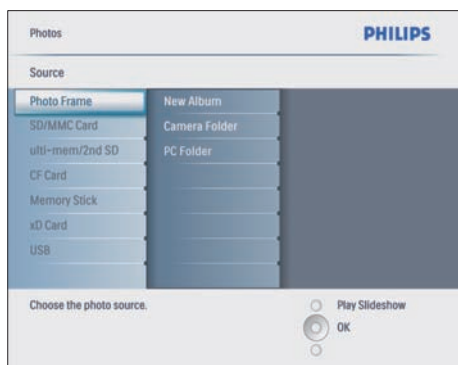 Photos
PHILIPS
Source
Photo Frame
New Album
SD/MMC Card
Camera Folder
ulti-mem/2nd SD
PC Folder
CF Card
Memory Stick
xD Card
USB
Choose the photo source.
Play Slideshow
OK